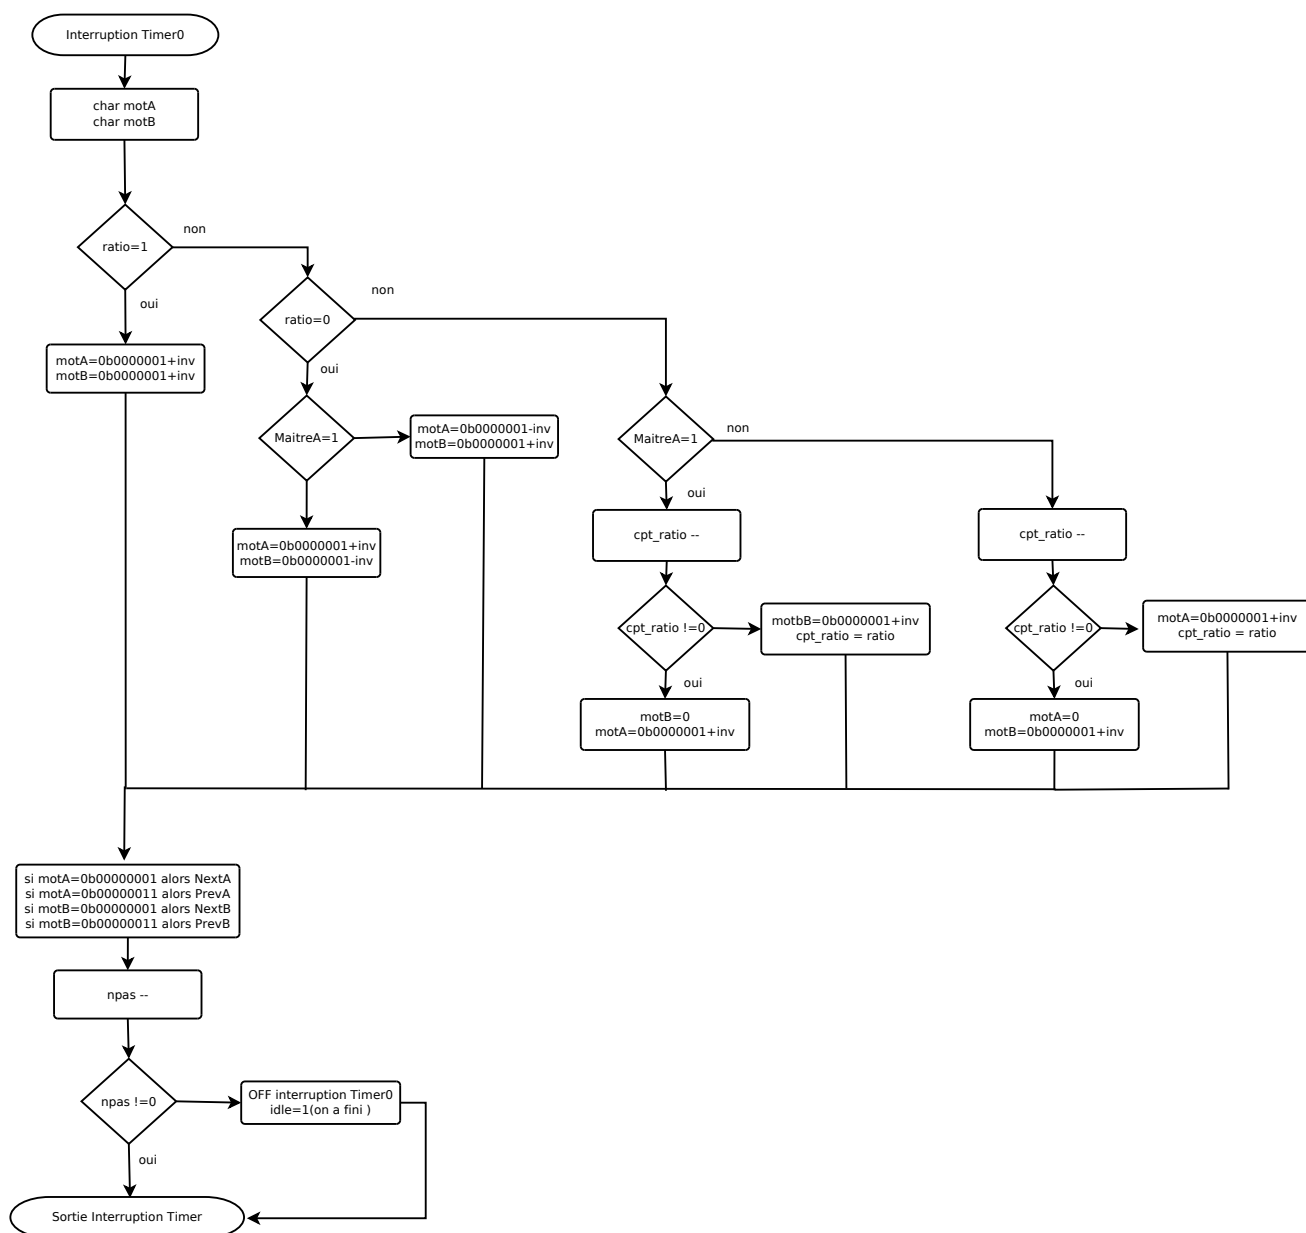 Interruption Timer0
char motA
char motB
ratio=1
non
oui
motA=0b0000001+inv
motB=0b0000001+inv
ratio=0
non
oui
MaitreA=1
motA=0b0000001-inv
motB=0b0000001+inv
motA=0b0000001+inv
motB=0b0000001-inv
MaitreA=1
non
oui
cpt_ratio --
cpt_ratio !=0
motbB=0b0000001+inv
cpt_ratio = ratio
oui
motB=0
motA=0b0000001+inv
cpt_ratio --
cpt_ratio !=0
motA=0b0000001+inv
cpt_ratio = ratio
oui
motA=0
motB=0b0000001+inv
si motA=0b00000001 alors NextA
si motA=0b00000011 alors PrevA
si motB=0b00000001 alors NextB
si motB=0b00000011 alors PrevB
npas --
npas !=0
OFF interruption Timer0
idle=1(on a fini )
oui
Sortie Interruption Timer